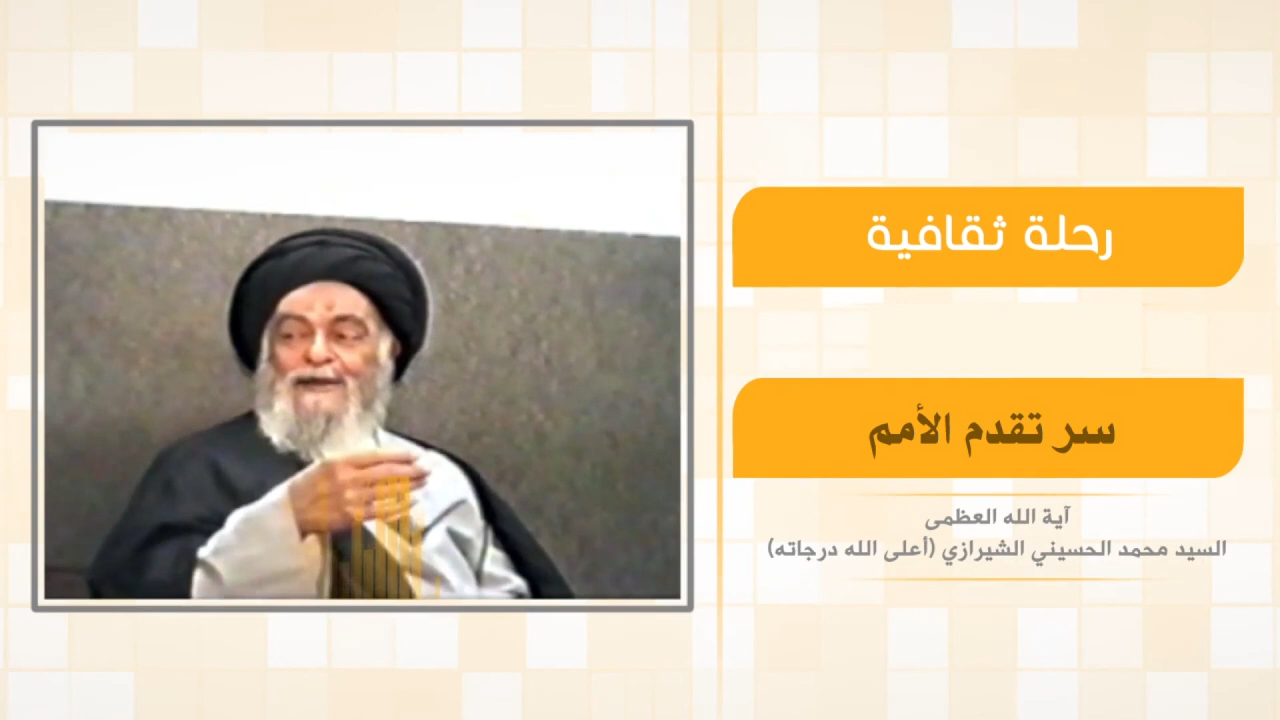 رحلة ثقافية
سر تقدم الأمم
آية الله العظمى
السيد محمد الحسيني الشيرازي (أعلى الله درجاته)